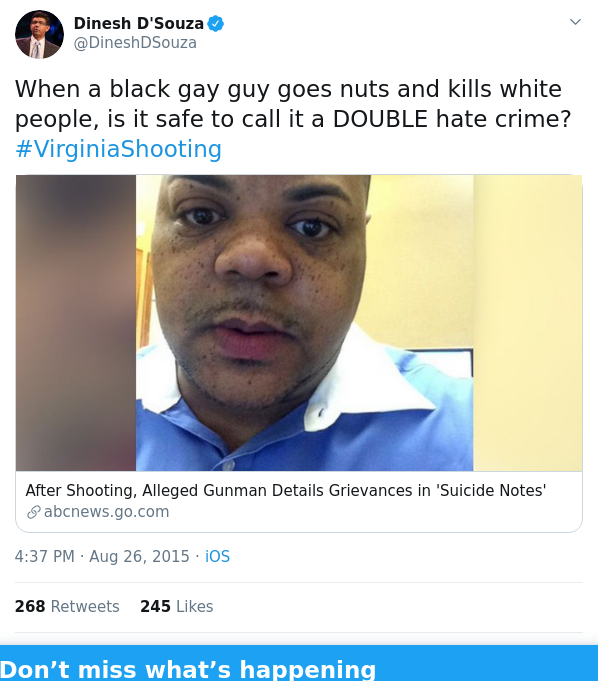 Dinesh D'Souza
@DineshDSouza
When a black gay guy goes nuts and kills white
people, is it safe to call it a DOUBLE hate crime?
#VirginiaShooting
After Shooting, Alleged Gunman Details Grievances in 'Suicide Notes'
abcnews.go.com
4:37 PM · Aug 26, 2015 · iOS
268 Retweets 245 Likes
Don’t miss what’s happening